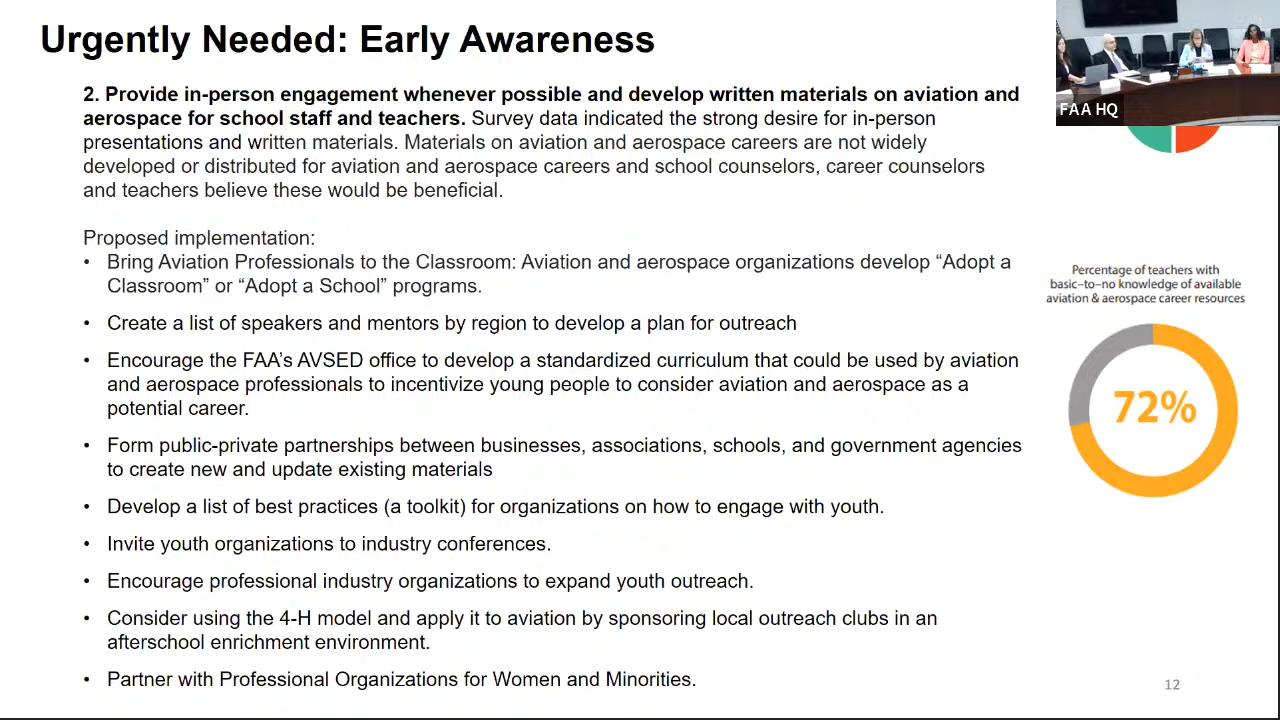 Urgently Needed: Early Awareness
2. Provide in-person engagement whenever possible and develop written materials on aviation and
aerospace for school staff and teachers. Survey data indicated the strong desire for in-person
presentations and written materials. Materials on aviation and aerospace careers are not widely
developed or distributed for aviation and aerospace careers and school counselors, career counselors
and teachers believe these would be beneficial.
Proposed implementation:
• Bring Aviation Professionals to the Classroom: Aviation and aerospace organizations develop “Adopt a
Classroom” or “Adopt a School” programs.
• Create a list of speakers and mentors by region to develop a plan for outreach
• Encourage the FAA’s AVSED office to develop a standardized curriculum that could be used by aviation
and aerospace professionals to incentivize young people to consider aviation and aerospace as a
potential career.
• Form public-private partnerships between businesses, associations, schools, and government agencies
to create new and update existing materials
• Develop a list of best practices (a toolkit) for organizations on how to engage with youth.
• Invite youth organizations to industry conferences.
• Encourage professional industry organizations to expand youth outreach.
• Consider using the 4-H model and apply it to aviation by sponsoring local outreach clubs in an
afterschool enrichment environment.
• Partner with Professional Organizations for Women and Minorities.
FAA HQ
Percentage of teachers with
basic–to–no knowledge of available
aviation & aerospace career resources
72%
12